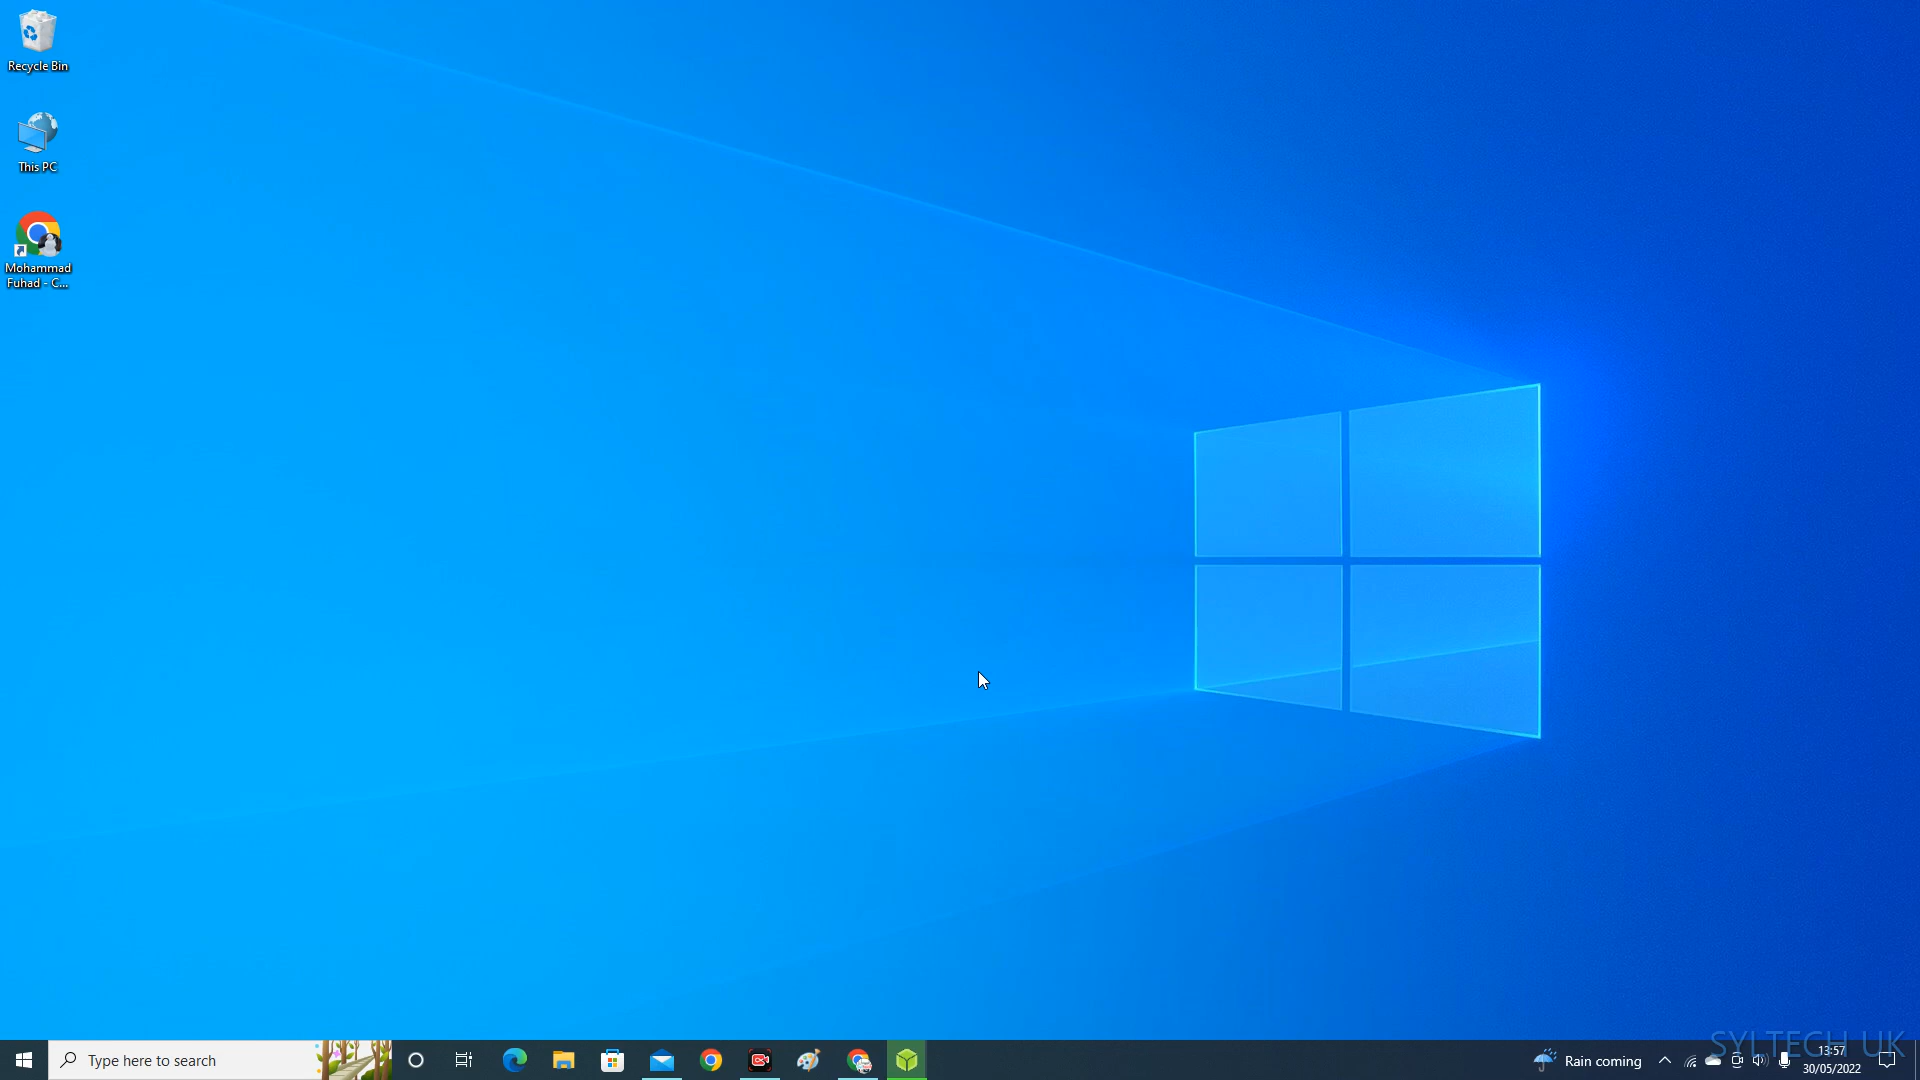 Recycle Bin
This PC
Mohammad
Fuhad - C...
Type here to search
Rain coming
SYLTECH UK
13:57
30/05/2022